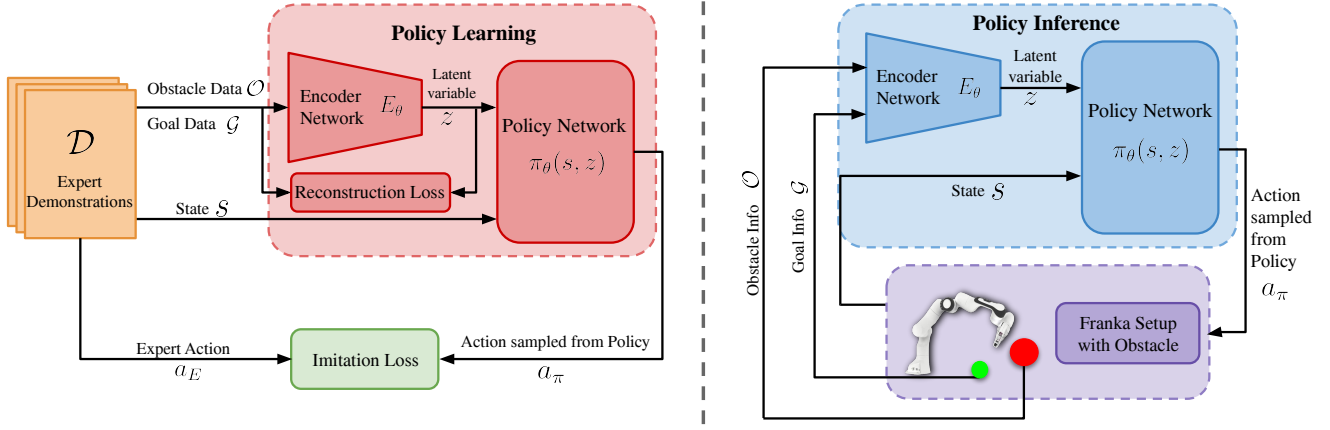 Policy Learning
Obstacle Data 𝒪
Goal Data 𝒢
Encoder
Network
E_θ
Latent
variable
z
Policy Network
π_θ(s, z)
𝒟
Expert
Demonstrations
Reconstruction Loss
State 𝒮
Expert Action
a_E
Imitation Loss
Action sampled from Policy
a_π
Policy Inference
Encoder
Network
E_θ
Latent
variable
z
Policy Network
π_θ(s, z)
State 𝒮
Obstacle Info 𝒪
Goal Info 𝒢
Action
sampled
from
Policy
a_π
Franka Setup
with Obstacle